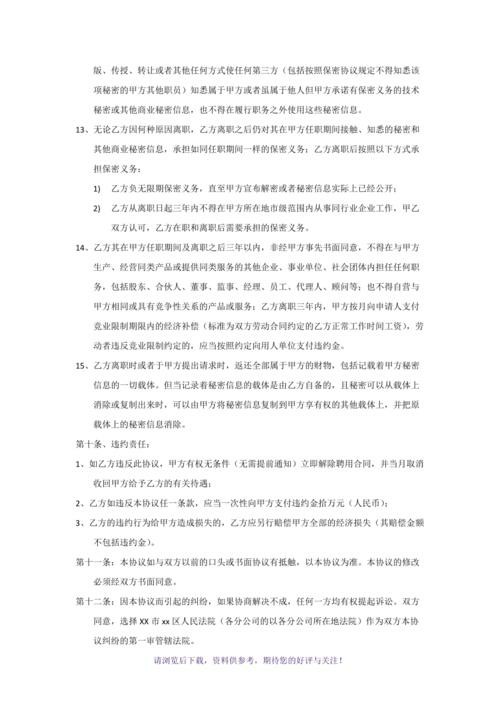 版、传授、转让或者其他任何方式使任何第三方（包括按照保密协议规定不得知悉该
项秘密的甲方其他职员）知悉属于甲方或者虽属于他人但甲方承诺有保密义务的技术
秘密或其他商业秘密信息，也不得在履行职务之外使用这些秘密信息。
13、无论乙方因何种原因离职，乙方离职之后仍对其在甲方任职期间接触、知悉的秘密和
其他商业秘密信息，承担如同任职期间一样的保密义务；乙方离职后按照以下方式承
担保密义务：
1) 乙方负无限期保密义务，直至甲方宣布解密或者秘密信息实际上已经公开；
2) 乙方从离职日起三年内不得在甲方所在地市级范围内从事同行业企业工作，甲乙
双方认可，乙方在职和离职后需要承担的保密义务。
14、乙方其在甲方任职期间及离职之后三年以内，非经甲方事先书面同意，不得在与甲方
生产、经营同类产品或提供同类服务的其他企业、事业单位、社会团体内担任任何职
务，包括股东、合伙人、董事、监事、经理、员工、代理人、顾问等；也不得自营与
甲方相同或具有竞争性关系的产品或服务；乙方离职三年内，甲方按月向申请人支付
竞业限制期限内的经济补偿（标准为双方劳动合同约定的乙方正常工作时间工资），劳
动者违反竞业限制约定的，应当按照约定向用人单位支付违约金。
15、乙方离职时或者于甲方提出请求时，返还全部属于甲方的财物，包括记载着甲方秘密
信息的一切载体。但当记录着秘密信息的载体是由乙方自备的，且秘密可以从载体上
消除或复制出来时，可以由甲方将秘密信息复制到甲方享有权的其他载体上，并把原
载体上的秘密信息消除。
第十条、违约责任：
1、如乙方违反此协议，甲方有权无条件（无需提前通知）立即解除聘用合同，并当月取消
收回甲方给予乙方的有关待遇；
2、乙方如违反本协议任一条款，应当一次性向甲方支付违约金拾万元（人民币）；
3、乙方的违约行为给甲方造成损失的，乙方应另行赔偿甲方全部的经济损失（其赔偿金额
不包括违约金）。
第十一条：本协议如与双方以前的口头或书面协议有抵触，以本协议为准。本协议的修改
必须经双方书面同意。
第十二条：因本协议而引起的纠纷，如果协商解决不成，任何一方均有权提起诉讼。双方
同意，选择 XX 市 xx 区人民法院（各分公司的以各分公司所在地法院）作为双方本协
议纠纷的第一审管辖法院。
请浏览后下载，资料供参考，期待您的好评与关注！